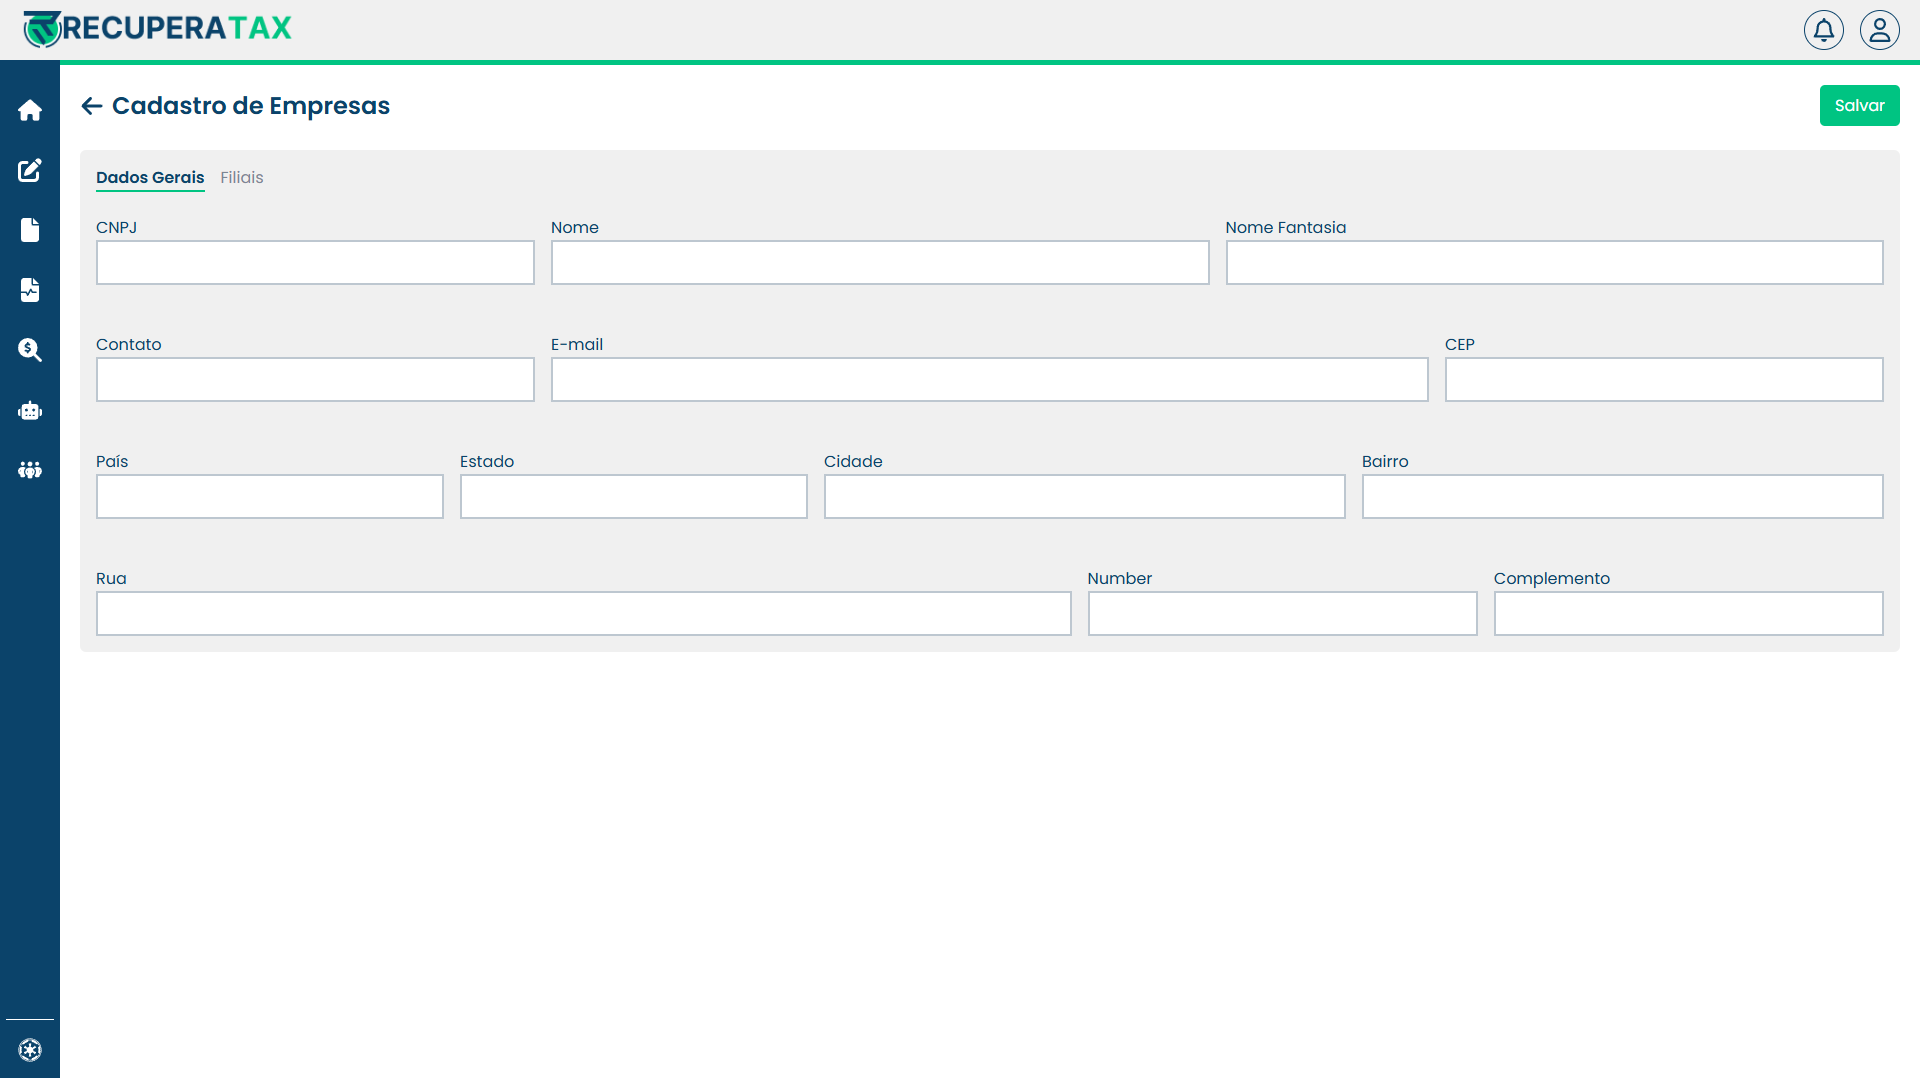 RECUPERATAX
Cadastro de Empresas
Salvar
Dados Gerais Filiais
CNPJ Nome Nome Fantasia
Contato E-mail CEP
País Estado Cidade Bairro
Rua Number Complemento